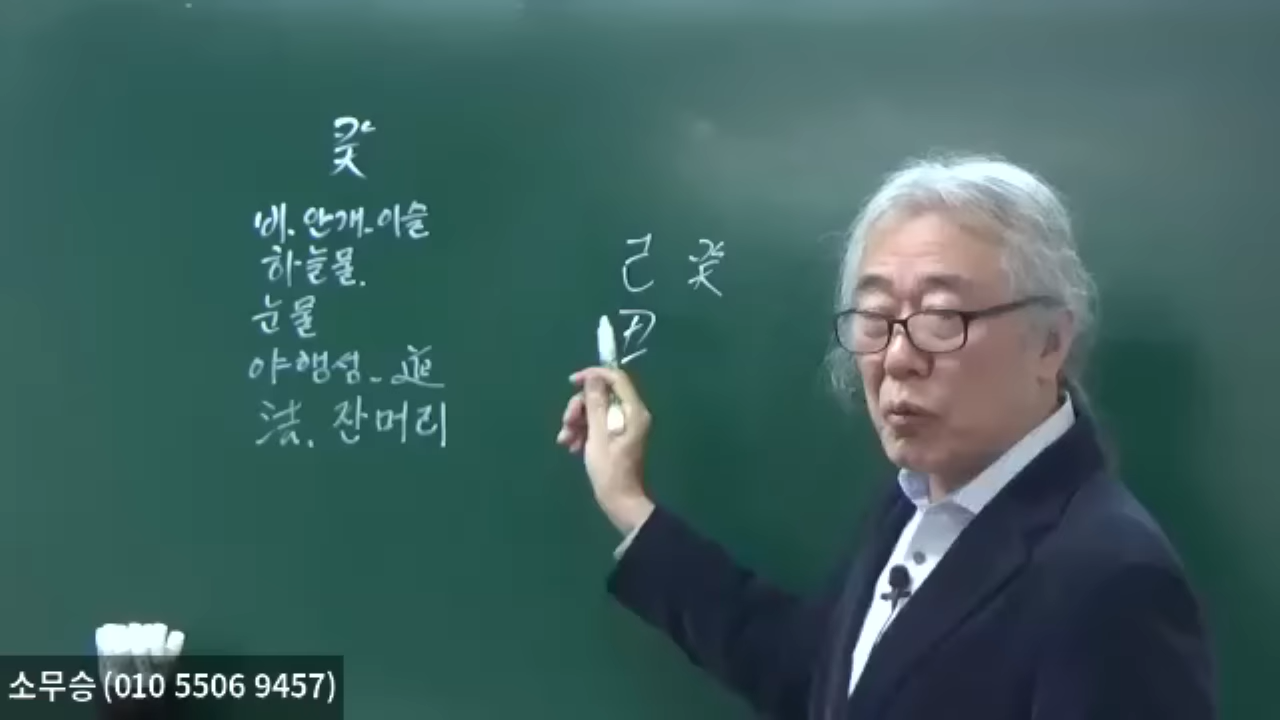 癸
비. 안개-이슬
하늘물.
눈물
야행성 - 道
法. 잔머리
己 癸
丑
소무승 (010 5506 9457)